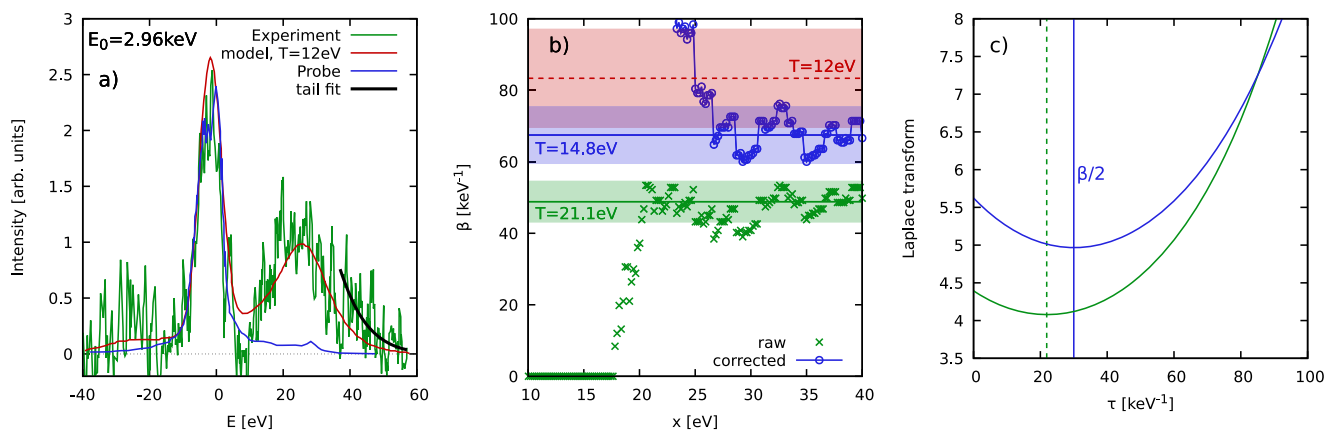 E₀=2.96keV
Experiment
model, T=12eV
Probe
tail fit
a)
Intensity [arb. units]
3
2.5
2
1.5
1
0.5
0
-40 -20 0 20 40 60
E [eV]
b)
T=12eV
T=14.8eV
T=21.1eV
raw
corrected
β [keV⁻¹]
100
80
60
40
20
0
10 15 20 25 30 35 40
x [eV]
c)
β/2
Laplace transform
8
7.5
7
6.5
6
5.5
5
4.5
4
3.5
0 20 40 60 80 100
τ [keV⁻¹]